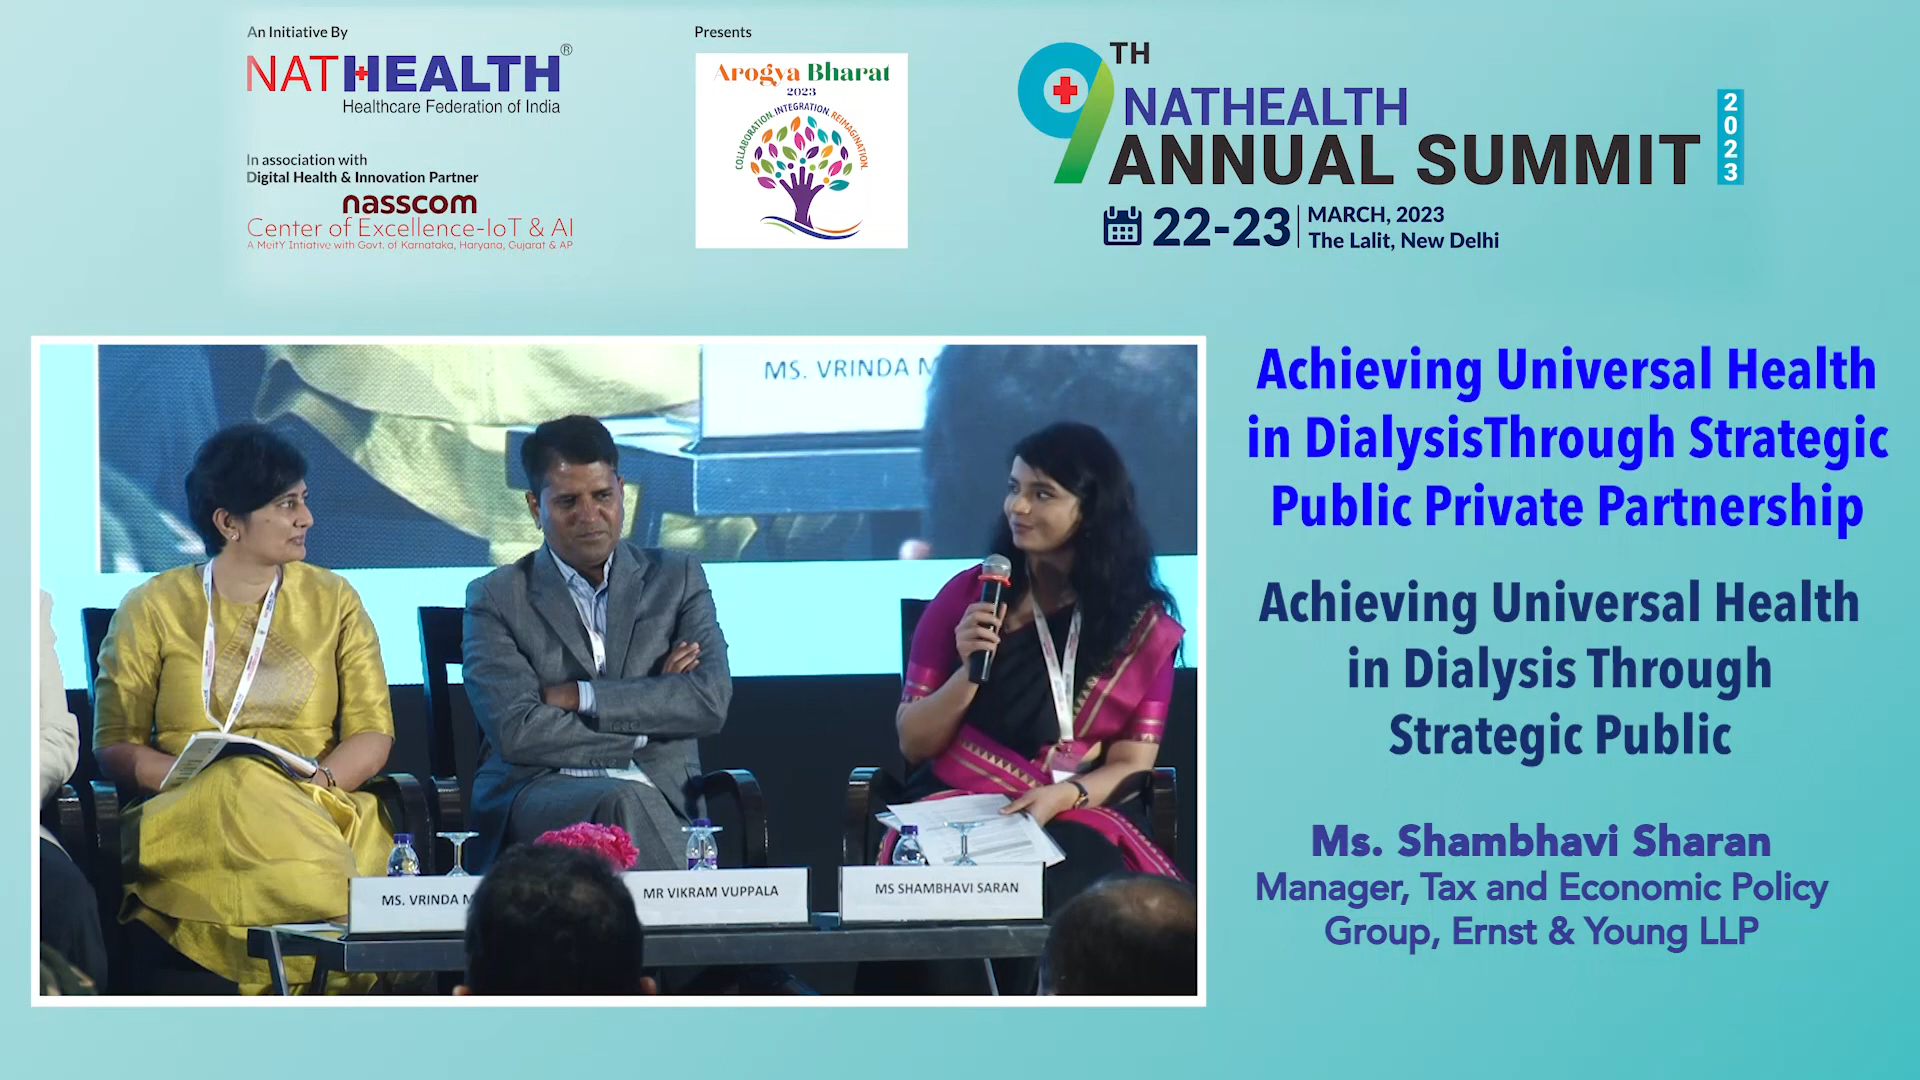 An Initiative By
NATHEALTH®
Healthcare Federation of India
In association with
Digital Health & Innovation Partner
nasscom
Center of Excellence-IoT & AI
A MeitY Initiative with Govt. of Karnataka, Haryana, Gujarat & AP
Presents
Arogya Bharat
2023
COLLABORATION. INTEGRATION. REIMAGINATION.
9TH
NATHEALTH
ANNUAL SUMMIT
2023
22-23
MARCH, 2023
The Lalit, New Delhi
MS. VRINDA M
MS. VRINDA M
MR VIKRAM VUPPALA
MS SHAMBHAVI SARAN
Achieving Universal Health
in DialysisThrough Strategic
Public Private Partnership
Achieving Universal Health
in Dialysis Through
Strategic Public
Ms. Shambhavi Sharan
Manager, Tax and Economic Policy
Group, Ernst & Young LLP